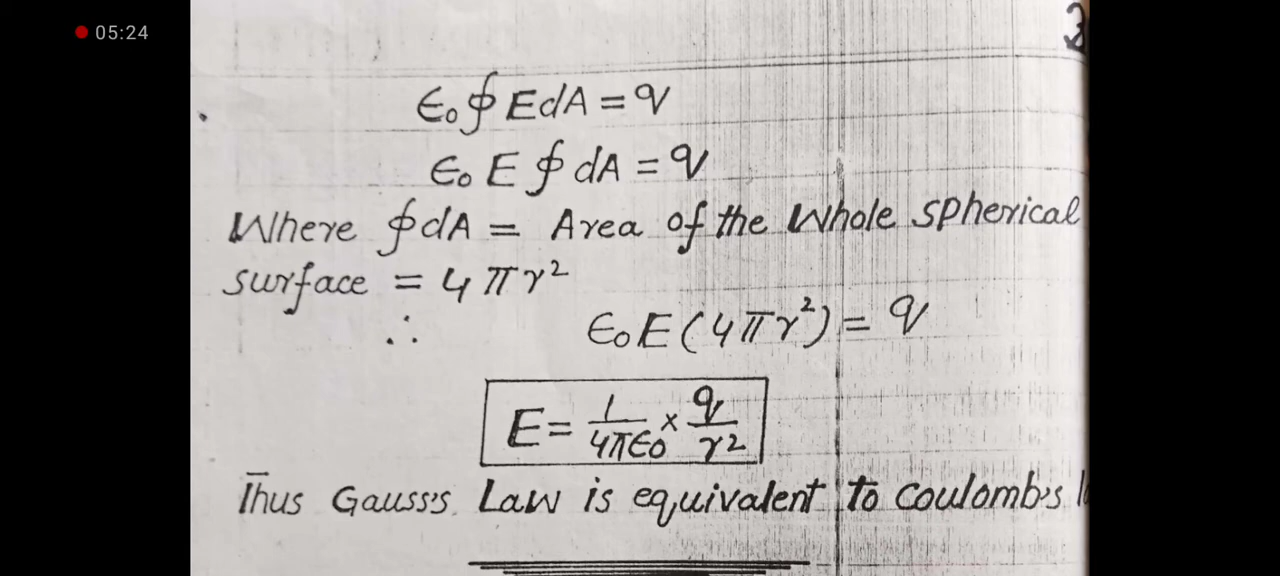 05:24
ϵ₀∮EdA = q
ϵ₀ E ∮ dA = q
Where ∮dA = Area of the Whole spherical
surface = 4πr²
∴ ϵ₀E(4πr²) = q
E = 1/4πϵ₀ × q/r²
Thus Gauss's Law is equivalent to Coulomb's